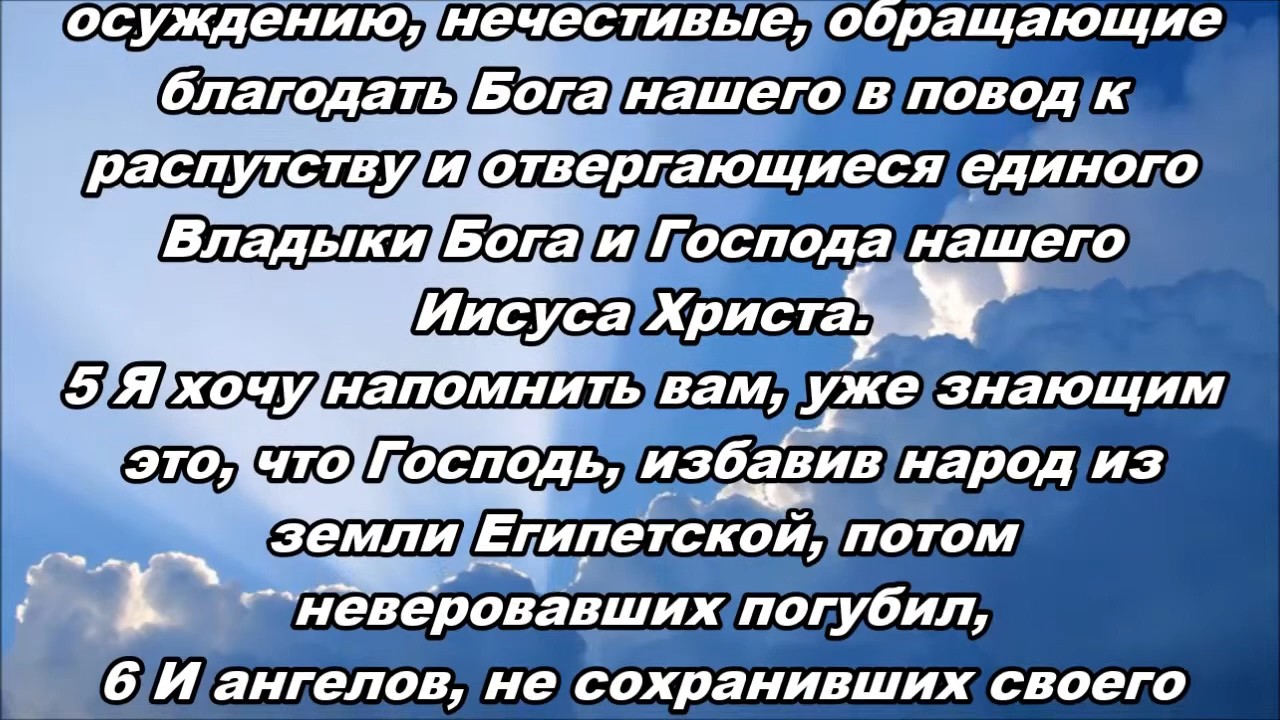 осуждению, нечестивые, обращающие
благодать Бога нашего в повод к
распутству и отвергающиеся единого
Владыки Бога и Господа нашего
Иисуса Христа.
5 Я хочу напомнить вам, уже знающим
это, что Господь, избавив народ из
земли Египетской, потом
неверовавших погубил,
6 И ангелов, не сохранивших своего